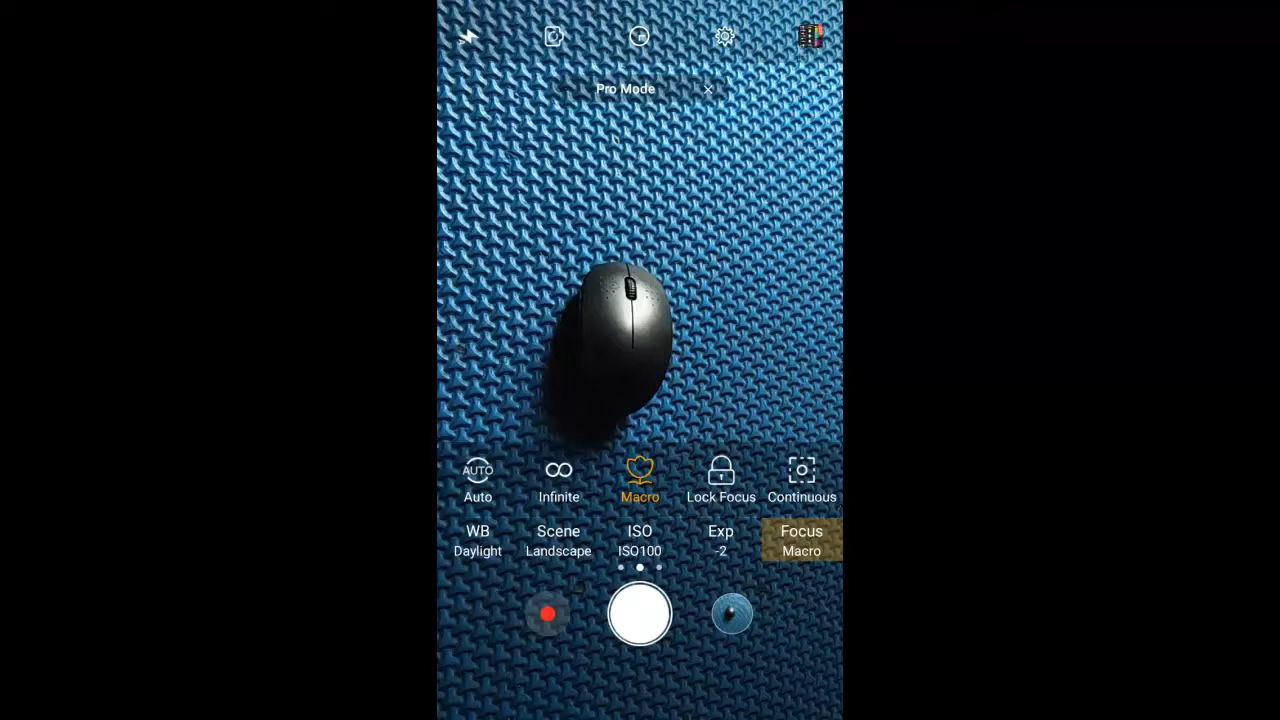 Pro Mode
AUTO
Auto
Infinite
Macro
Lock Focus
Continuous
WB
Scene
ISO
Exp
Focus
Daylight
Landscape
ISO100
-2
Macro